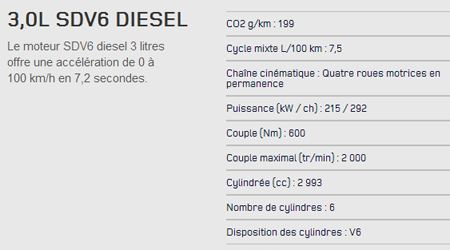 3,0L SDV6 DIESEL
Le moteur SDV6 diesel 3 litres
offre une accélération de 0 à
100 km/h en 7,2 secondes.
CO2 g/km : 199
Cycle mixte L/100 km : 7,5
Chaîne cinématique : Quatre roues motrices en
permanence
Puissance (kW / ch) : 215 / 292
Couple (Nm) : 600
Couple maximal (tr/min) : 2 000
Cylindrée (cc) : 2 993
Nombre de cylindres : 6
Disposition des cylindres : V6